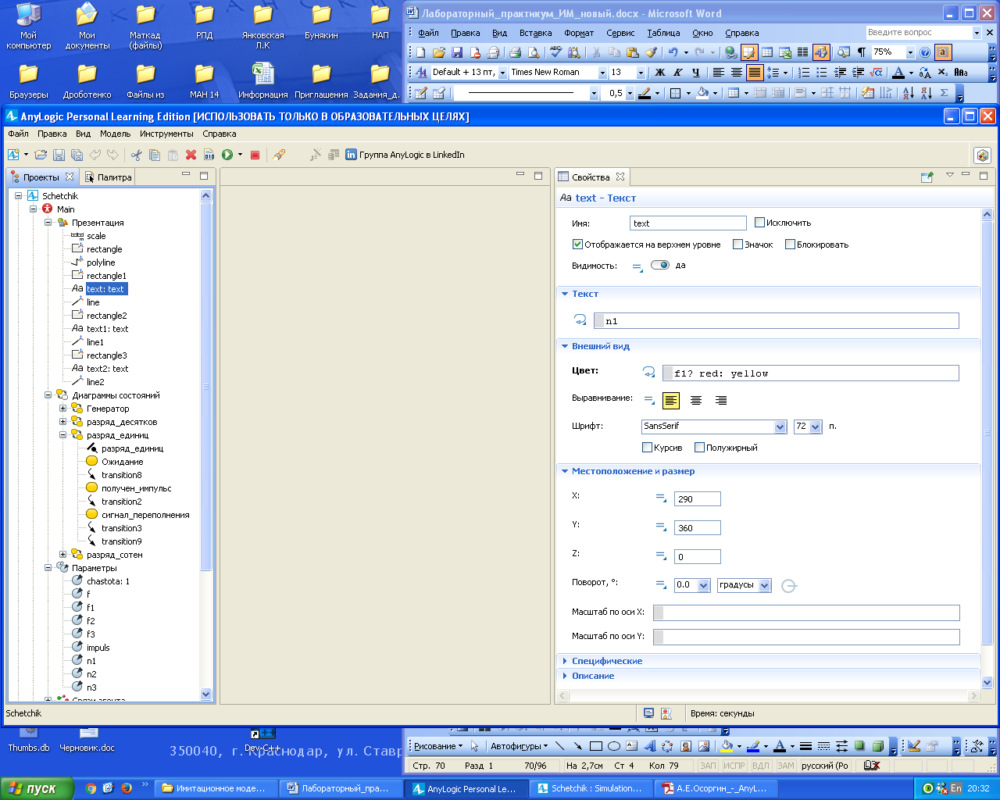 Мой компьютер
Мои документы
Маткад (файлы)
РПД
Янковская Л.К
Бунякин
НАП
Браузеры
Дроботенко
Файлы из
МАН 14
Информация
Приглашения
Задания_д.
Лабораторный_практикум_ИМ_новый.docx - Microsoft Word
Файл Правка Вид Вставка Формат Сервис Таблица Окно Справка
Введите вопрос
75%
Default + 13 пт, Times New Roman 13 Ж К Ч
0,5
AnyLogic Personal Learning Edition [ИСПОЛЬЗОВАТЬ ТОЛЬКО В ОБРАЗОВАТЕЛЬНЫХ ЦЕЛЯХ]
Файл Правка Вид Модель Инструменты Справка
Группа AnyLogic в LinkedIn
Проекты Палитра
Schetchik
Main
Презентация
scale
rectangle
polyline
rectangle1
text: text
line
rectangle2
text1: text
line1
rectangle3
text2: text
line2
Диаграммы состояний
Генератор
разряд_десятков
разряд_единиц
разряд_единиц
Ожидание
transition8
получен_импульс
transition2
сигнал_переполнения
transition3
transition9
разряд_сотен
Параметры
chastota: 1
f
f1
f2
f3
impuls
n1
n2
n3
Связи агента
Свойства
Aa text - Текст
Имя: text Исключить
Отображается на верхнем уровне Значок Блокировать
Видимость: да
Текст
n1
Внешний вид
Цвет: f1? red: yellow
Выравнивание:
Шрифт: SansSerif 72 п.
Курсив Полужирный
Местоположение и размер
X: 290
Y: 360
Z: 0
Поворот, °: 0.0 градусы
Масштаб по оси X:
Масштаб по оси Y:
Специфические
Описание
Schetchik
Время: секунды
Thumbs.db
Черновик.doc
Dev-C++
350040, г. Краснодар, ул. Ставр
Рисование Автофигуры
Стр. 70 Разд 1 70/96 На 2,7см Ст 4 Кол 79 ЗАП ИСПР ВДЛ ЗАМ русский (Ро
пуск
Имитационное моде...
Лабораторный_пра...
AnyLogic Personal Le...
Schetchik : Simulation...
А.Е.Осоргин_-_AnyL...
En 20:32